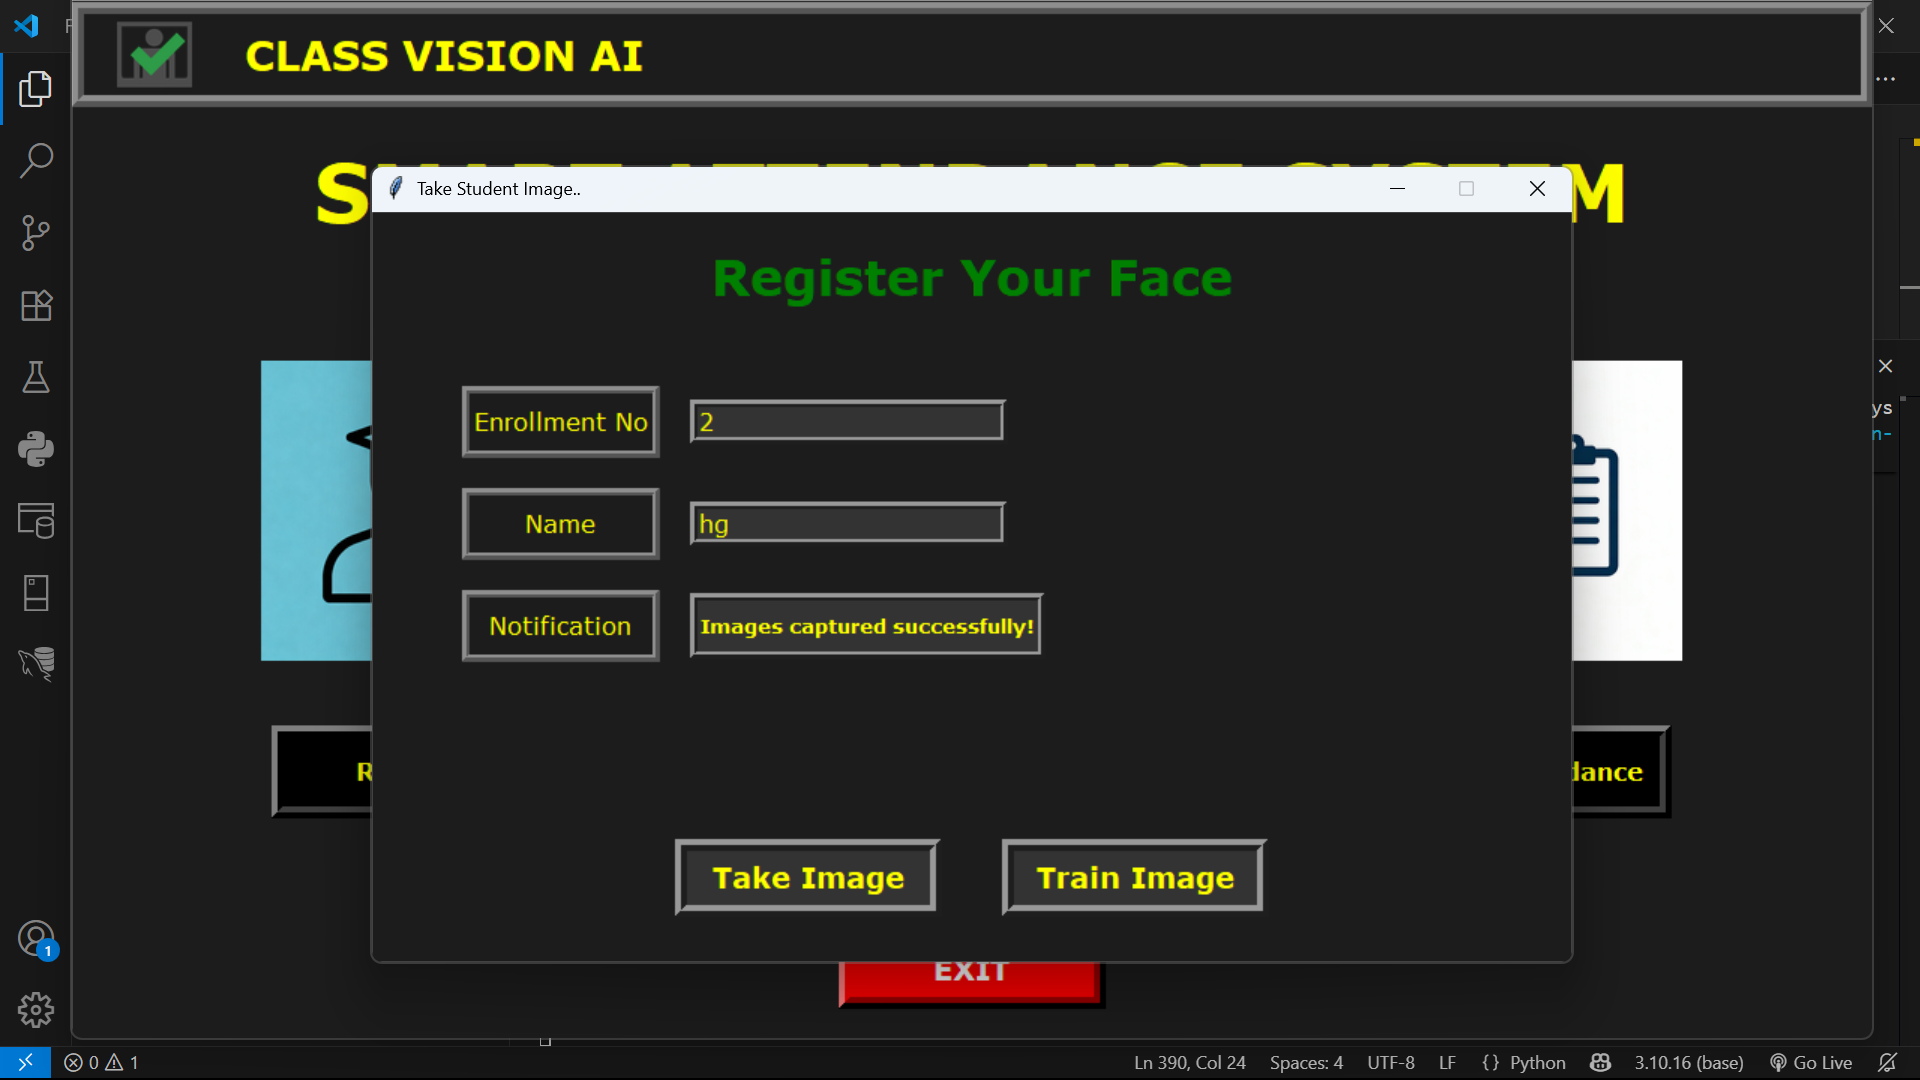 CLASS VISION AI
Take Student Image..
Register Your Face
Enrollment No
2
Name
hg
Notification
Images captured successfully!
Take Image
Train Image
EXIT
1
0
1
Ln 390, Col 24
Spaces: 4
UTF-8
LF
{} Python
3.10.16 (base)
Go Live